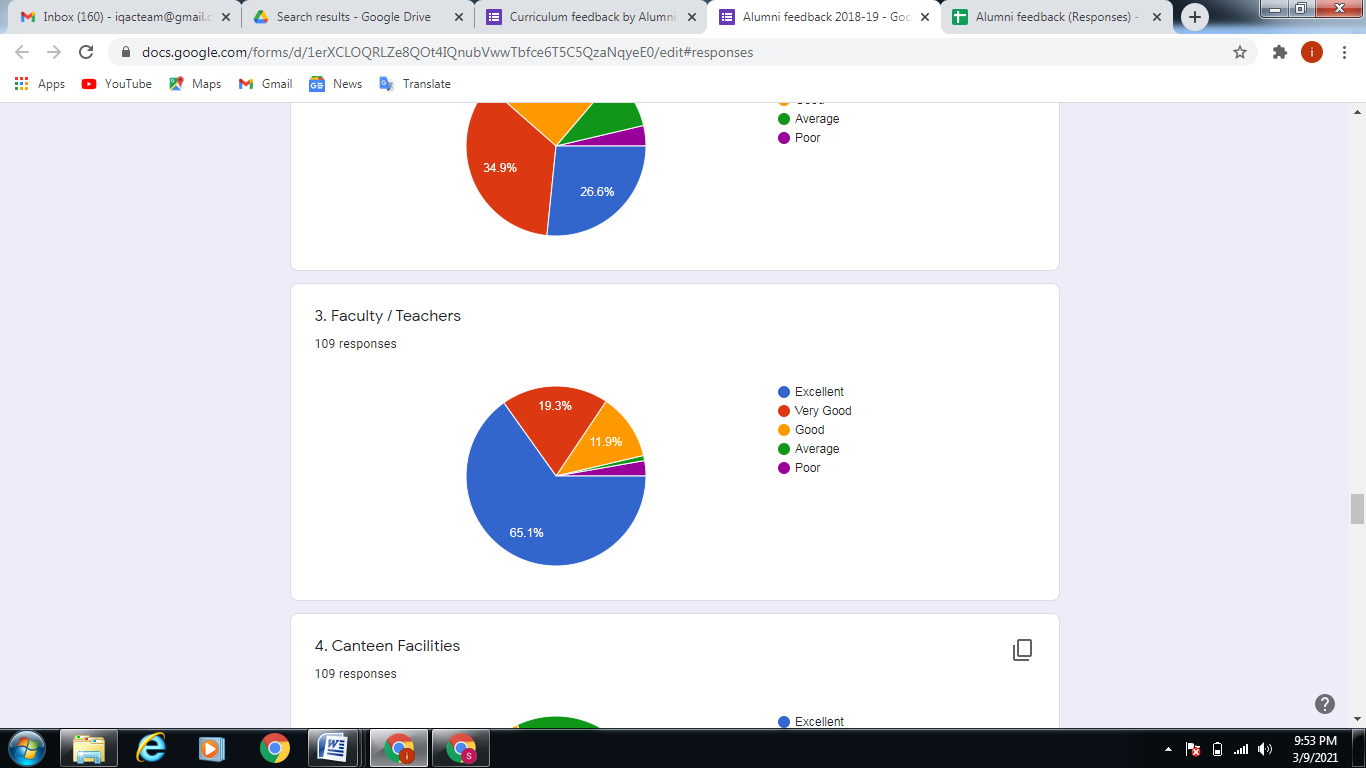 Inbox (160) - iqacteam@gmail.c
Search results - Google Drive
Curriculum feedback by Alumni
Alumni feedback 2018-19 - Goo
Alumni feedback (Responses) -
docs.google.com/forms/d/1erXCLOQRLZe8QOt4IQnubVwwTbfce6T5C5QzaNqyeE0/edit#responses
i
Apps
YouTube
Maps
Gmail
News
Translate
Good
Average
Poor
34.9%
26.6%
3. Faculty / Teachers
109 responses
19.3%
11.9%
65.1%
Excellent
Very Good
Good
Average
Poor
4. Canteen Facilities
109 responses
Excellent
?
i
s
9:53 PM
3/9/2021